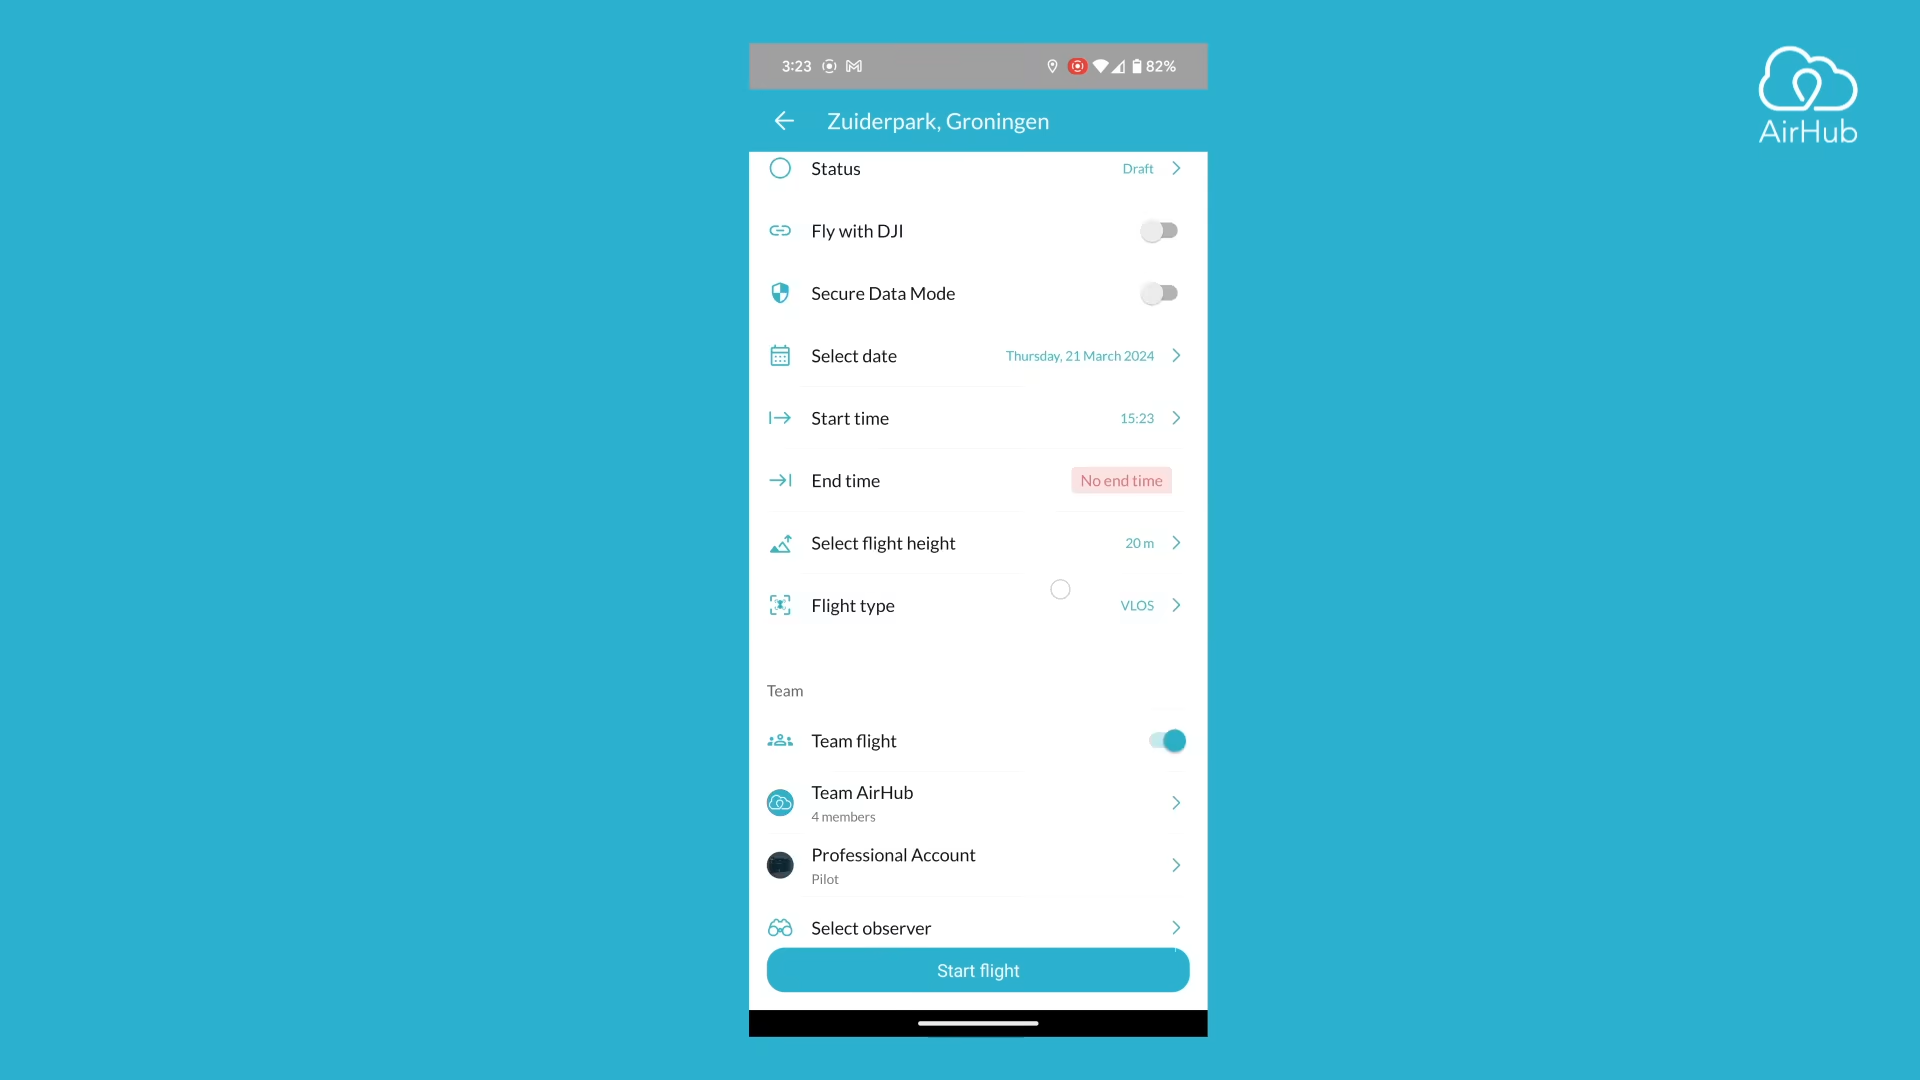 3:23
82%
AirHub
Zuiderpark, Groningen
Status
Draft
Fly with DJI
Secure Data Mode
Select date
Thursday, 21 March 2024
Start time
15:23
End time
No end time
Select flight height
20 m
Flight type
VLOS
Team
Team flight
Team AirHub
4 members
Professional Account
Pilot
Select observer
Start flight